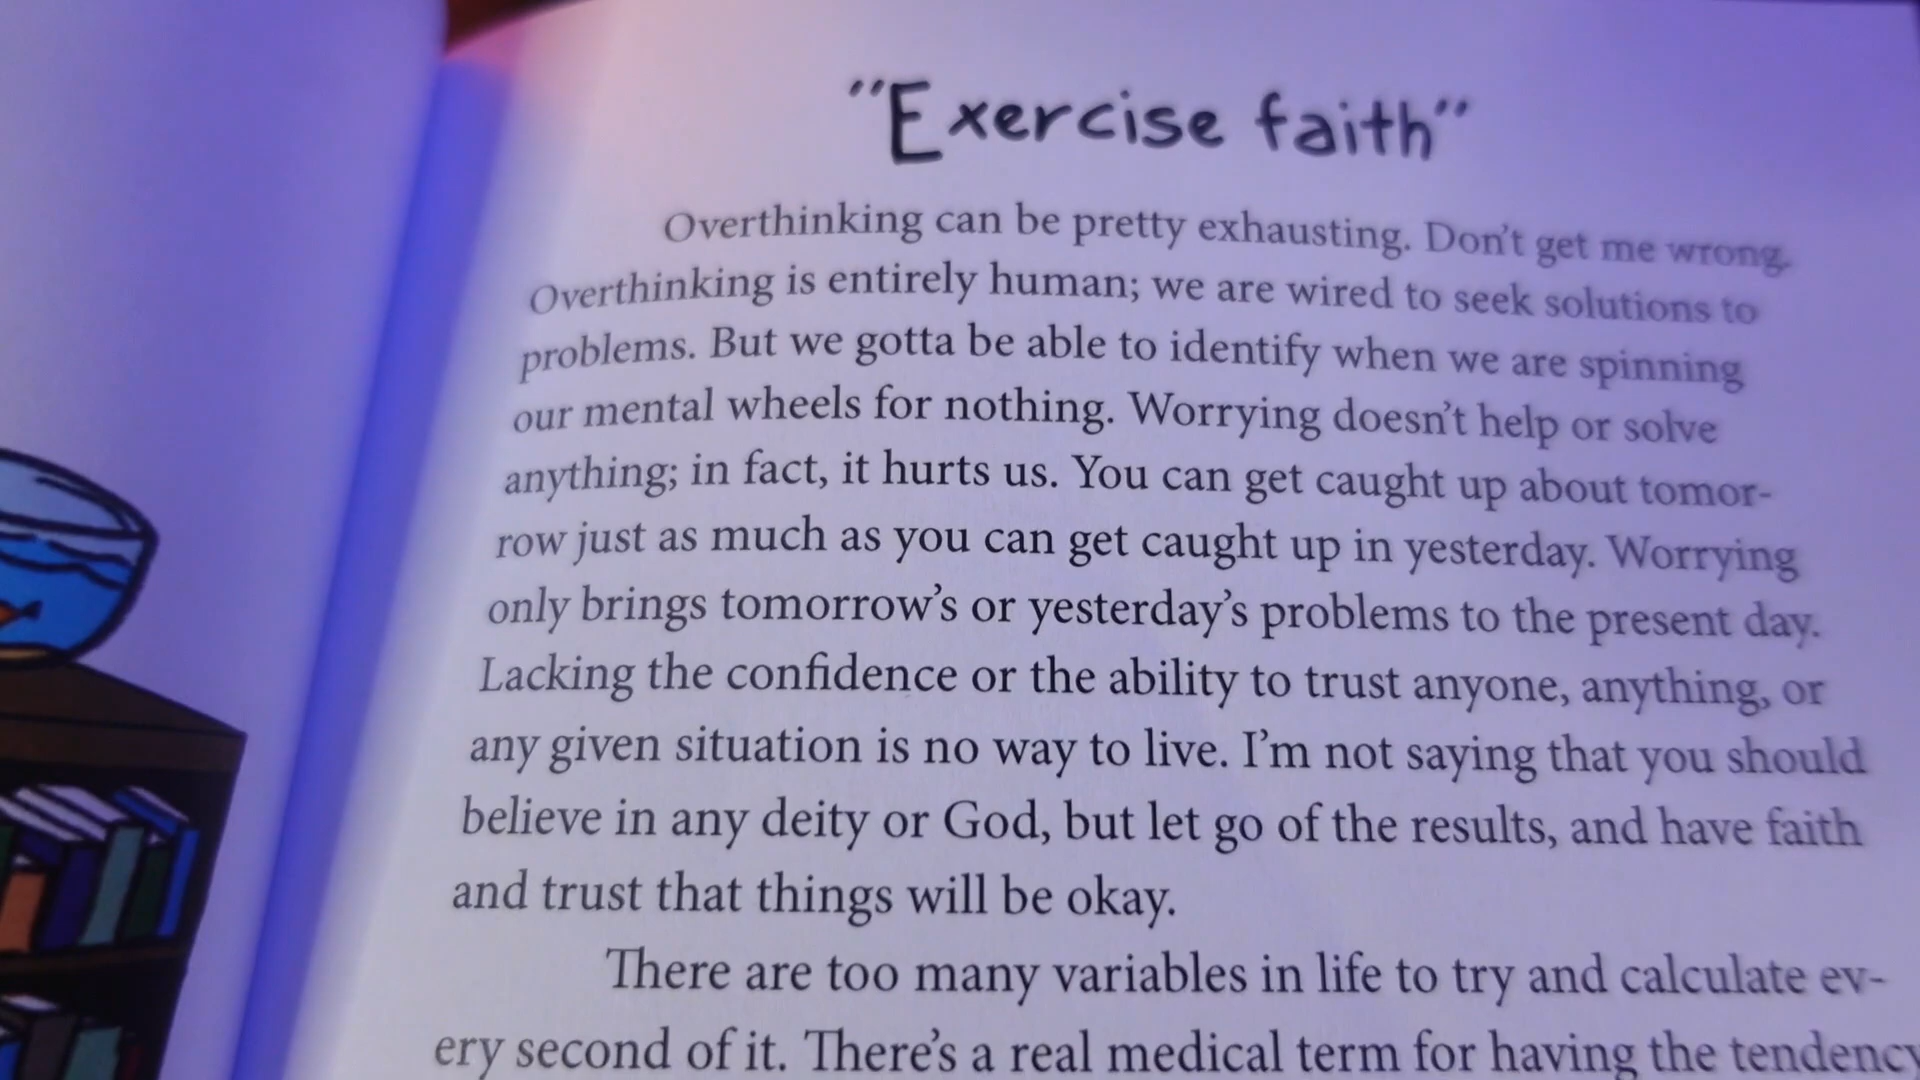 "Exercise faith"
Overthinking can be pretty exhausting. Don't get me wrong.
Overthinking is entirely human; we are wired to seek solutions to
problems. But we gotta be able to identify when we are spinning
our mental wheels for nothing. Worrying doesn't help or solve
anything; in fact, it hurts us. You can get caught up about tomor-
row just as much as you can get caught up in yesterday. Worrying
only brings tomorrow's or yesterday's problems to the present day.
Lacking the confidence or the ability to trust anyone, anything, or
any given situation is no way to live. I'm not saying that you should
believe in any deity or God, but let go of the results, and have faith
and trust that things will be okay.
There are too many variables in life to try and calculate ev-
ery second of it. There's a real medical term for having the tendency